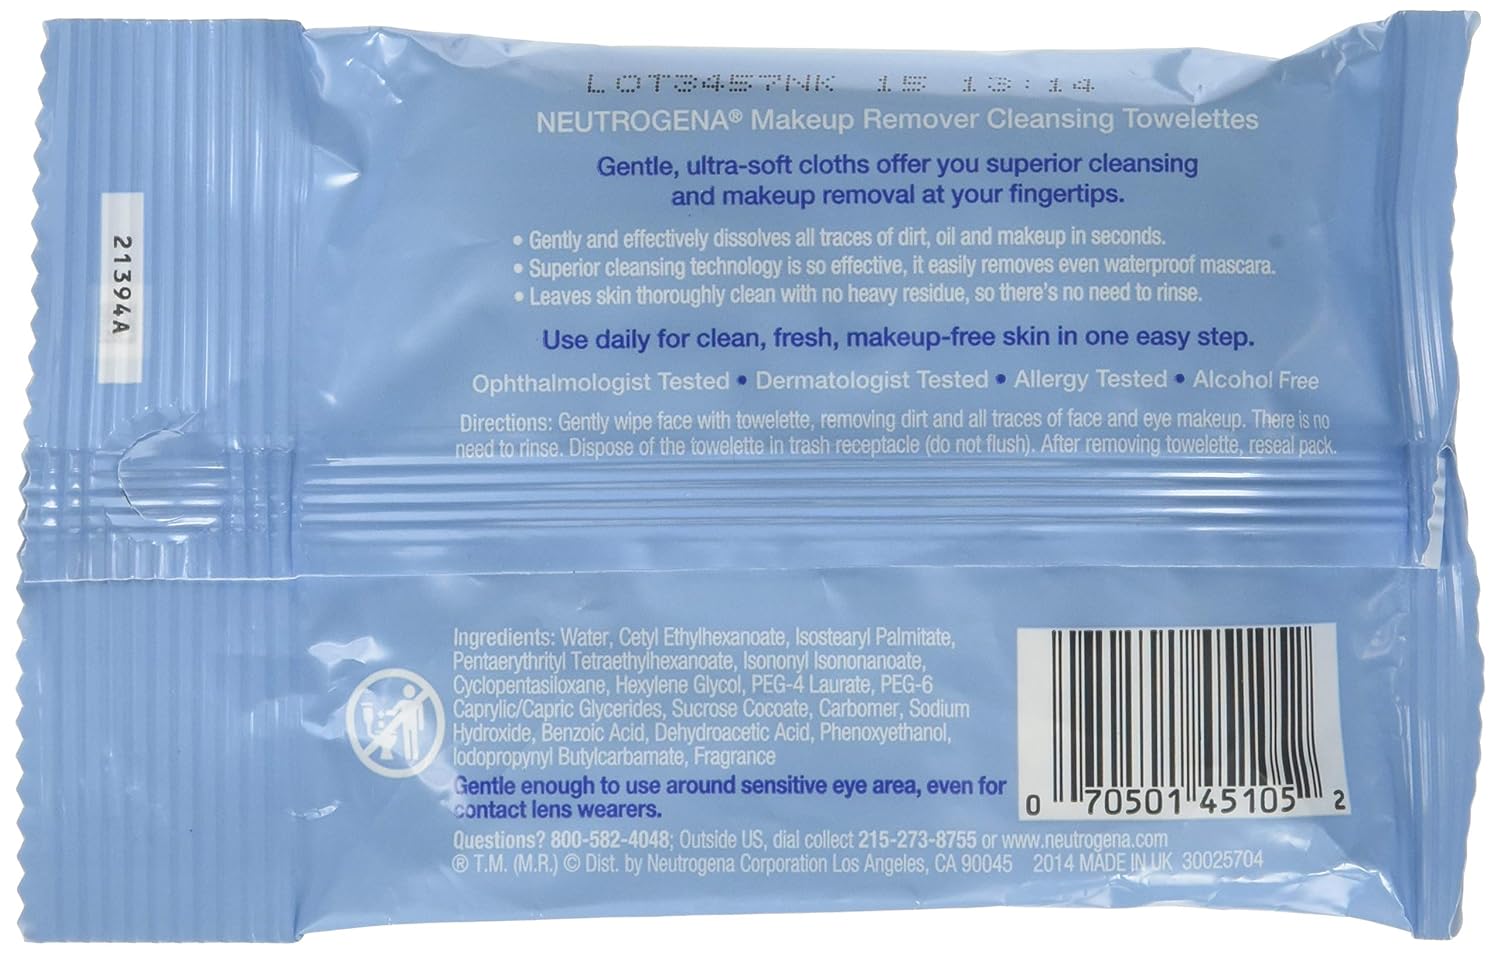 LOT3457NK 15 13:14
NEUTROGENA® Makeup Remover Cleansing Towelettes
Gentle, ultra-soft cloths offer you superior cleansing
and makeup removal at your fingertips.
• Gently and effectively dissolves all traces of dirt, oil and makeup in seconds.
• Superior cleansing technology is so effective, it easily removes even waterproof mascara.
• Leaves skin thoroughly clean with no heavy residue, so there's no need to rinse.
Use daily for clean, fresh, makeup-free skin in one easy step.
Ophthalmologist Tested • Dermatologist Tested • Allergy Tested • Alcohol Free
Directions: Gently wipe face with towelette, removing dirt and all traces of face and eye makeup. There is no
need to rinse. Dispose of the towelette in trash receptacle (do not flush). After removing towelette, reseal pack.
21394A
Ingredients: Water, Cetyl Ethylhexanoate, Isostearyl Palmitate,
Pentaerythrityl Tetraethylhexanoate, Isononyl Isononanoate,
Cyclopentasiloxane, Hexylene Glycol, PEG-4 Laurate, PEG-6
Caprylic/Capric Glycerides, Sucrose Cocoate, Carbomer, Sodium
Hydroxide, Benzoic Acid, Dehydroacetic Acid, Phenoxyethanol,
Iodopropynyl Butylcarbamate, Fragrance
Gentle enough to use around sensitive eye area, even for
contact lens wearers.
Questions? 800-582-4048; Outside US, dial collect 215-273-8755 or www.neutrogena.com
® T.M. (M.R.) © Dist. by Neutrogena Corporation Los Angeles, CA 90045 2014 MADE IN UK 30025704
0 70501 45105 2